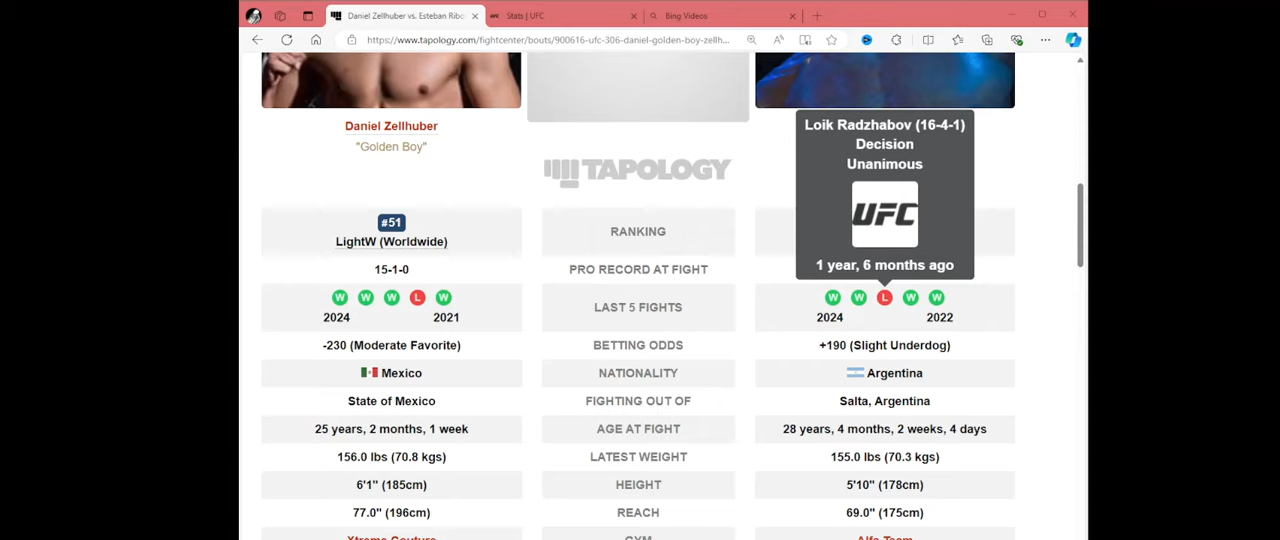 Daniel Zellhuber vs. Esteban Ribo
Stats | UFC
Bing Videos
https://www.tapology.com/fightcenter/bouts/900616-ufc-306-daniel-golden-boy-zellh...
Daniel Zellhuber
"Golden Boy"
TAPOLOGY
Loik Radzhabov (16-4-1)
Decision
Unanimous
UFC
1 year, 6 months ago
#51
LightW (Worldwide)
RANKING
15-1-0
PRO RECORD AT FIGHT
W W W L W
2024 2021
LAST 5 FIGHTS
W W L W W
2024 2022
-230 (Moderate Favorite)
BETTING ODDS
+190 (Slight Underdog)
Mexico
NATIONALITY
Argentina
State of Mexico
FIGHTING OUT OF
Salta, Argentina
25 years, 2 months, 1 week
AGE AT FIGHT
28 years, 4 months, 2 weeks, 4 days
156.0 lbs (70.8 kgs)
LATEST WEIGHT
155.0 lbs (70.3 kgs)
6'1" (185cm)
HEIGHT
5'10" (178cm)
77.0" (196cm)
REACH
69.0" (175cm)
Xtreme Couture
GYM
Alfa Team